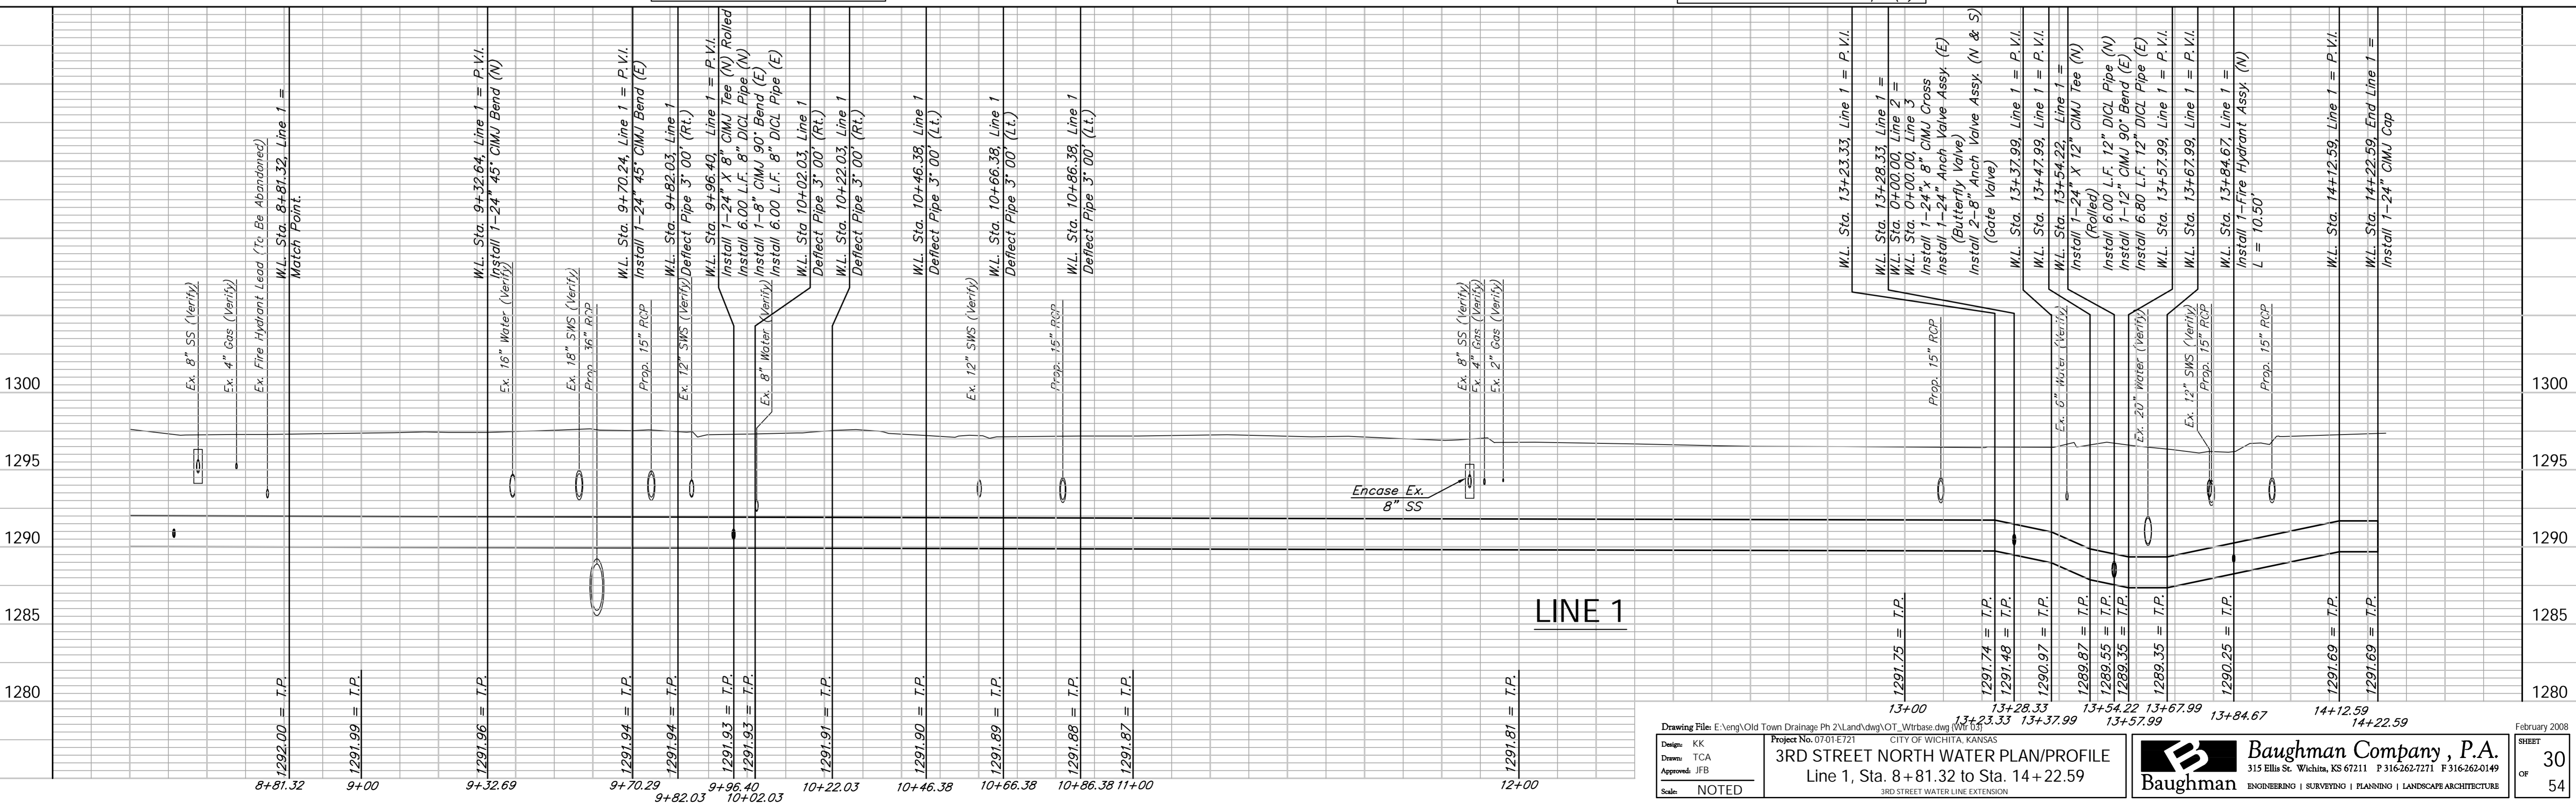 W.L. Sta. 8+81.32, Line 1 =
Match Point.
W.L. Sta. 9+32.64, Line 1 = P.V.I.
Install 1-24" 45° CIMJ Bend (N)
W.L. Sta. 9+70.24, Line 1 = P.V.I.
Install 1-24" 45° CIMJ Bend (E)
W.L. Sta. 9+82.03, Line 1
Deflect Pipe 3° 00' (Rt.)
W.L. Sta. 9+96.40, Line 1 = P.V.I.
Install 1-24" X 8" CIMJ Tee (N) Rolled
Install 6.00 L.F. 8" DICL Pipe (N)
Install 1-8" CIMJ 90° Bend (E)
Install 6.00 L.F. 8" DICL Pipe (E)
W.L. Sta. 10+02.03, Line 1
Deflect Pipe 3° 00' (Rt.)
W.L. Sta. 10+22.03, Line 1
Deflect Pipe 3° 00' (Rt.)
W.L. Sta. 10+46.38, Line 1
Deflect Pipe 3° 00' (Lt.)
W.L. Sta. 10+66.38, Line 1
Deflect Pipe 3° 00' (Lt.)
W.L. Sta. 10+86.38, Line 1
Deflect Pipe 3° 00' (Lt.)
W.L. Sta. 13+23.33, Line 1 = P.V.I.
W.L. Sta. 13+28.33, Line 1 =
W.L. Sta. 0+00.00, Line 2 =
W.L. Sta. 0+00.00, Line 3
Install 1-24"x 8" CIMJ Cross
Install 1-24" Anch Valve Assy. (E)
(Butterfly Valve)
Install 2-8" Anch Valve Assy. (N & S)
(Gate Valve)
W.L. Sta. 13+37.99, Line 1 = P.V.I.
W.L. Sta. 13+47.99, Line 1 = P.V.I.
W.L. Sta. 13+54.22, Line 1 =
Install 1-24" X 12" CIMJ Tee (N)
(Rolled)
Install 6.00 L.F. 12" DICL Pipe (N)
Install 1-12" CIMJ 90° Bend (E)
Install 6.80 L.F. 12" DICL Pipe (E)
W.L. Sta. 13+57.99, Line 1 = P.V.I.
W.L. Sta. 13+67.99, Line 1 = P.V.I.
W.L. Sta. 13+84.67, Line 1 =
Install 1-Fire Hydrant Assy. (N)
L = 10.50'
W.L. Sta. 14+12.59, Line 1 = P.V.I.
W.L. Sta. 14+22.59, End Line 1 =
Install 1-24" CIMJ Cap
Ex. 8" SS (Verify)
Ex. 4" Gas (Verify)
Ex. Fire Hydrant Lead (To Be Abandoned)
Ex. 16" Water (Verify)
Ex. 18" SWS (Verify)
Prop. 36" RCP
Prop. 15" RCP
Ex. 12" SWS (Verify)
Ex. 8" Water (Verify)
Ex. 12" SWS (Verify)
Prop. 15" RCP
Ex. 8" SS (Verify)
Ex. 4" Gas (Verify)
Ex. 2" Gas (Verify)
Prop. 15" RCP
Ex. 6" Water (Verify)
Ex. 20" Water (Verify)
Ex. 12" SWS (Verify)
Prop. 15" RCP
Prop. 15" RCP
1300
1300
1295
1295
Encase Ex.
8" SS
1290
1290
1285
1285
LINE 1
1280
1280
1292.00 = T.P.
1291.99 = T.P.
1291.96 = T.P.
1291.94 = T.P.
1291.94 = T.P.
1291.93 = T.P.
1291.93 = T.P.
1291.91 = T.P.
1291.90 = T.P.
1291.89 = T.P.
1291.88 = T.P.
1291.87 = T.P.
1291.81 = T.P.
1291.75 = T.P.
1291.74 = T.P.
1291.48 = T.P.
1290.97 = T.P.
1289.87 = T.P.
1289.55 = T.P.
1289.35 = T.P.
1289.35 = T.P.
1290.25 = T.P.
1291.69 = T.P.
1291.69 = T.P.
8+81.32
9+00
9+32.69
9+70.29
9+82.03
9+96.40
10+02.03
10+22.03
10+46.38
10+66.38
10+86.38
11+00
12+00
13+00
13+23.33
13+28.33
13+37.99
13+54.22
13+57.99
13+67.99
13+84.67
14+12.59
14+22.59
Drawing File: E:\eng\Old Town Drainage Ph 2\Land\dwg\OT_Wtrbase.dwg (Wtr 03)
Design: KK
Drawn: TCA
Approved: JFB
Scale: NOTED
Project No. 07-01-E721
CITY OF WICHITA, KANSAS
3RD STREET NORTH WATER PLAN/PROFILE
Line 1, Sta. 8+81.32 to Sta. 14+22.59
3RD STREET WATER LINE EXTENSION
Baughman
Baughman Company, P.A.
315 Ellis St. Wichita, KS 67211 P 316-262-7271 F 316-262-0149
ENGINEERING | SURVEYING | PLANNING | LANDSCAPE ARCHITECTURE
February 2008
SHEET
30
OF
54